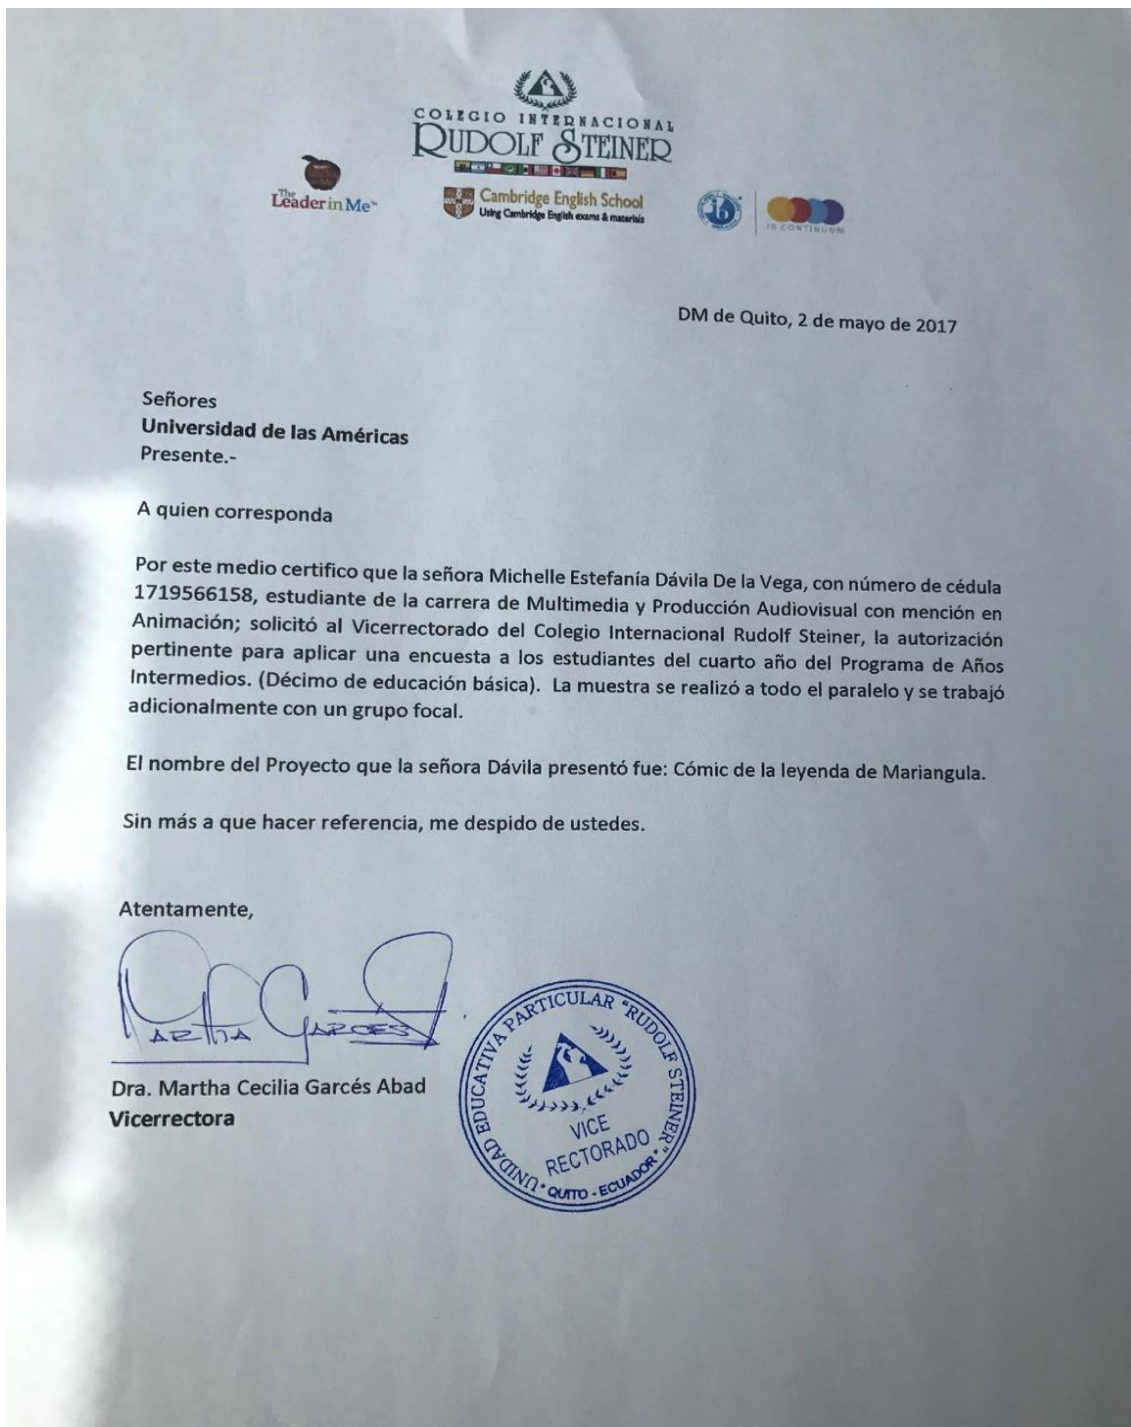 COLEGIO INTERNACIONAL
RUDOLF STEINER
The
Leader in Me™
Cambridge English School
Using Cambridge English exams & materials
ib
IB CONTINUUM
DM de Quito, 2 de mayo de 2017
Señores
Universidad de las Américas
Presente.-
A quien corresponda
Por este medio certifico que la señora Michelle Estefanía Dávila De la Vega, con número de cédula
1719566158, estudiante de la carrera de Multimedia y Producción Audiovisual con mención en
Animación; solicitó al Vicerrectorado del Colegio Internacional Rudolf Steiner, la autorización
pertinente para aplicar una encuesta a los estudiantes del cuarto año del Programa de Años
Intermedios. (Décimo de educación básica). La muestra se realizó a todo el paralelo y se trabajó
adicionalmente con un grupo focal.
El nombre del Proyecto que la señora Dávila presentó fue: Cómic de la leyenda de Mariangula.
Sin más a que hacer referencia, me despido de ustedes.
Atentamente,
MARTHA GARCES
Dra. Martha Cecilia Garcés Abad
Vicerrectora
UNIDAD EDUCATIVA PARTICULAR "RUDOLF STEINER"
VICE
RECTORADO
* QUITO - ECUADOR *